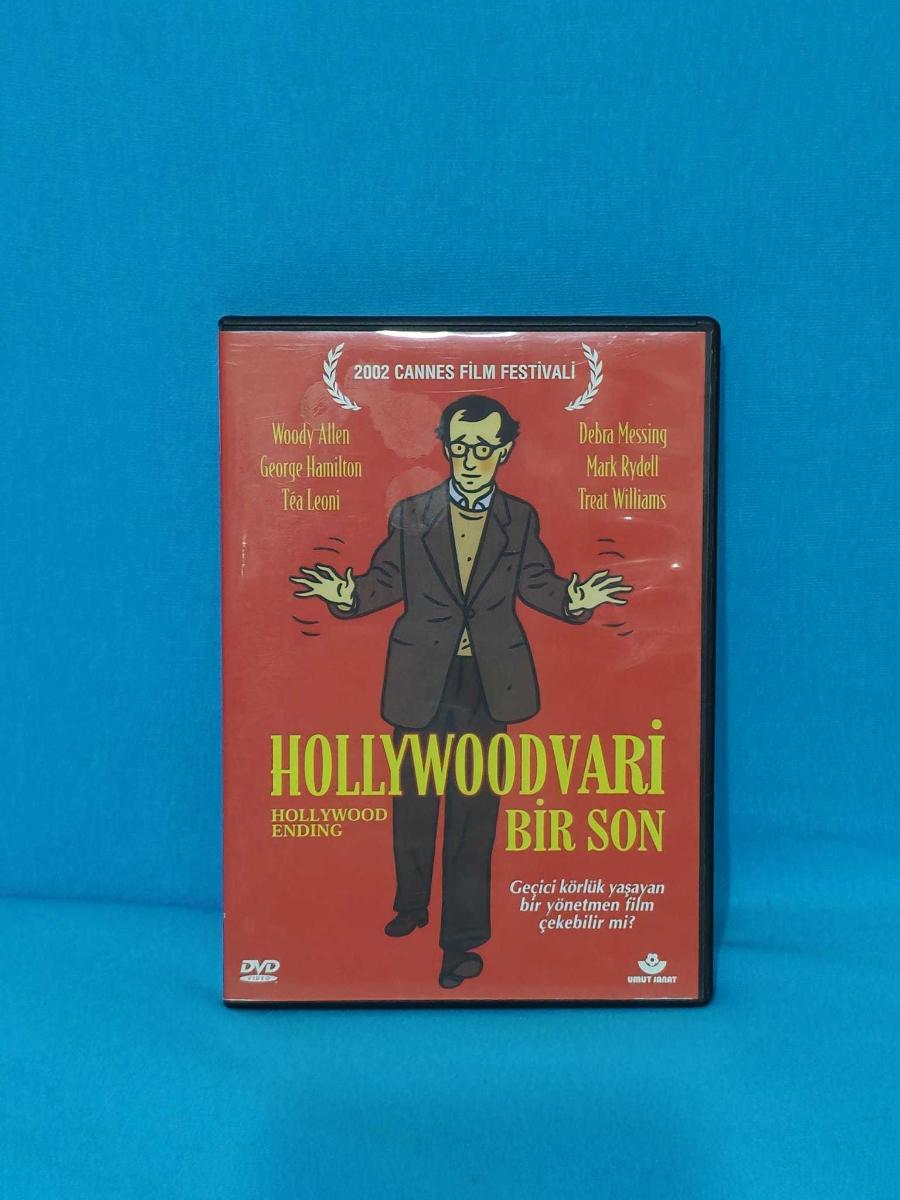 2002 CANNES FİLM FESTİVALİ
Woody Allen
George Hamilton
Téa Leoni
Debra Messing
Mark Rydell
Treat Williams
HOLLYWOODVARİ
HOLLYWOOD
ENDING
BİR SON
Geçici körlük yaşayan
bir yönetmen film
çekebilir mi?
DVD
VIDEO
UMUT SANAT